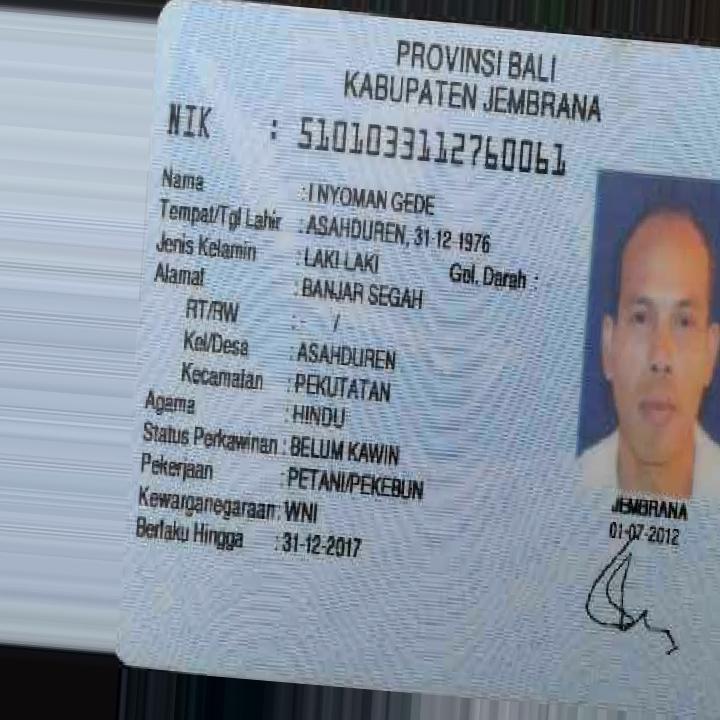 PROVINSI BALI
KABUPATEN JEMBRANA
NIK : 5101033112760061
Nama : I NYOMAN GEDE
Tempat/Tgl Lahir : ASAHDUREN, 31-12-1976
Jenis Kelamin : LAKI LAKI Gol. Darah :
Alamat : BANJAR SEGAH
RT/RW : - /
Kel/Desa : ASAHDUREN
Kecamatan : PEKUTATAN
Agama : HINDU
Status Perkawinan : BELUM KAWIN
Pekerjaan : PETANI/PEKEBUN
Kewarganegaraan : WNI
Berlaku Hingga : 31-12-2017
JEMBRANA
01-07-2012